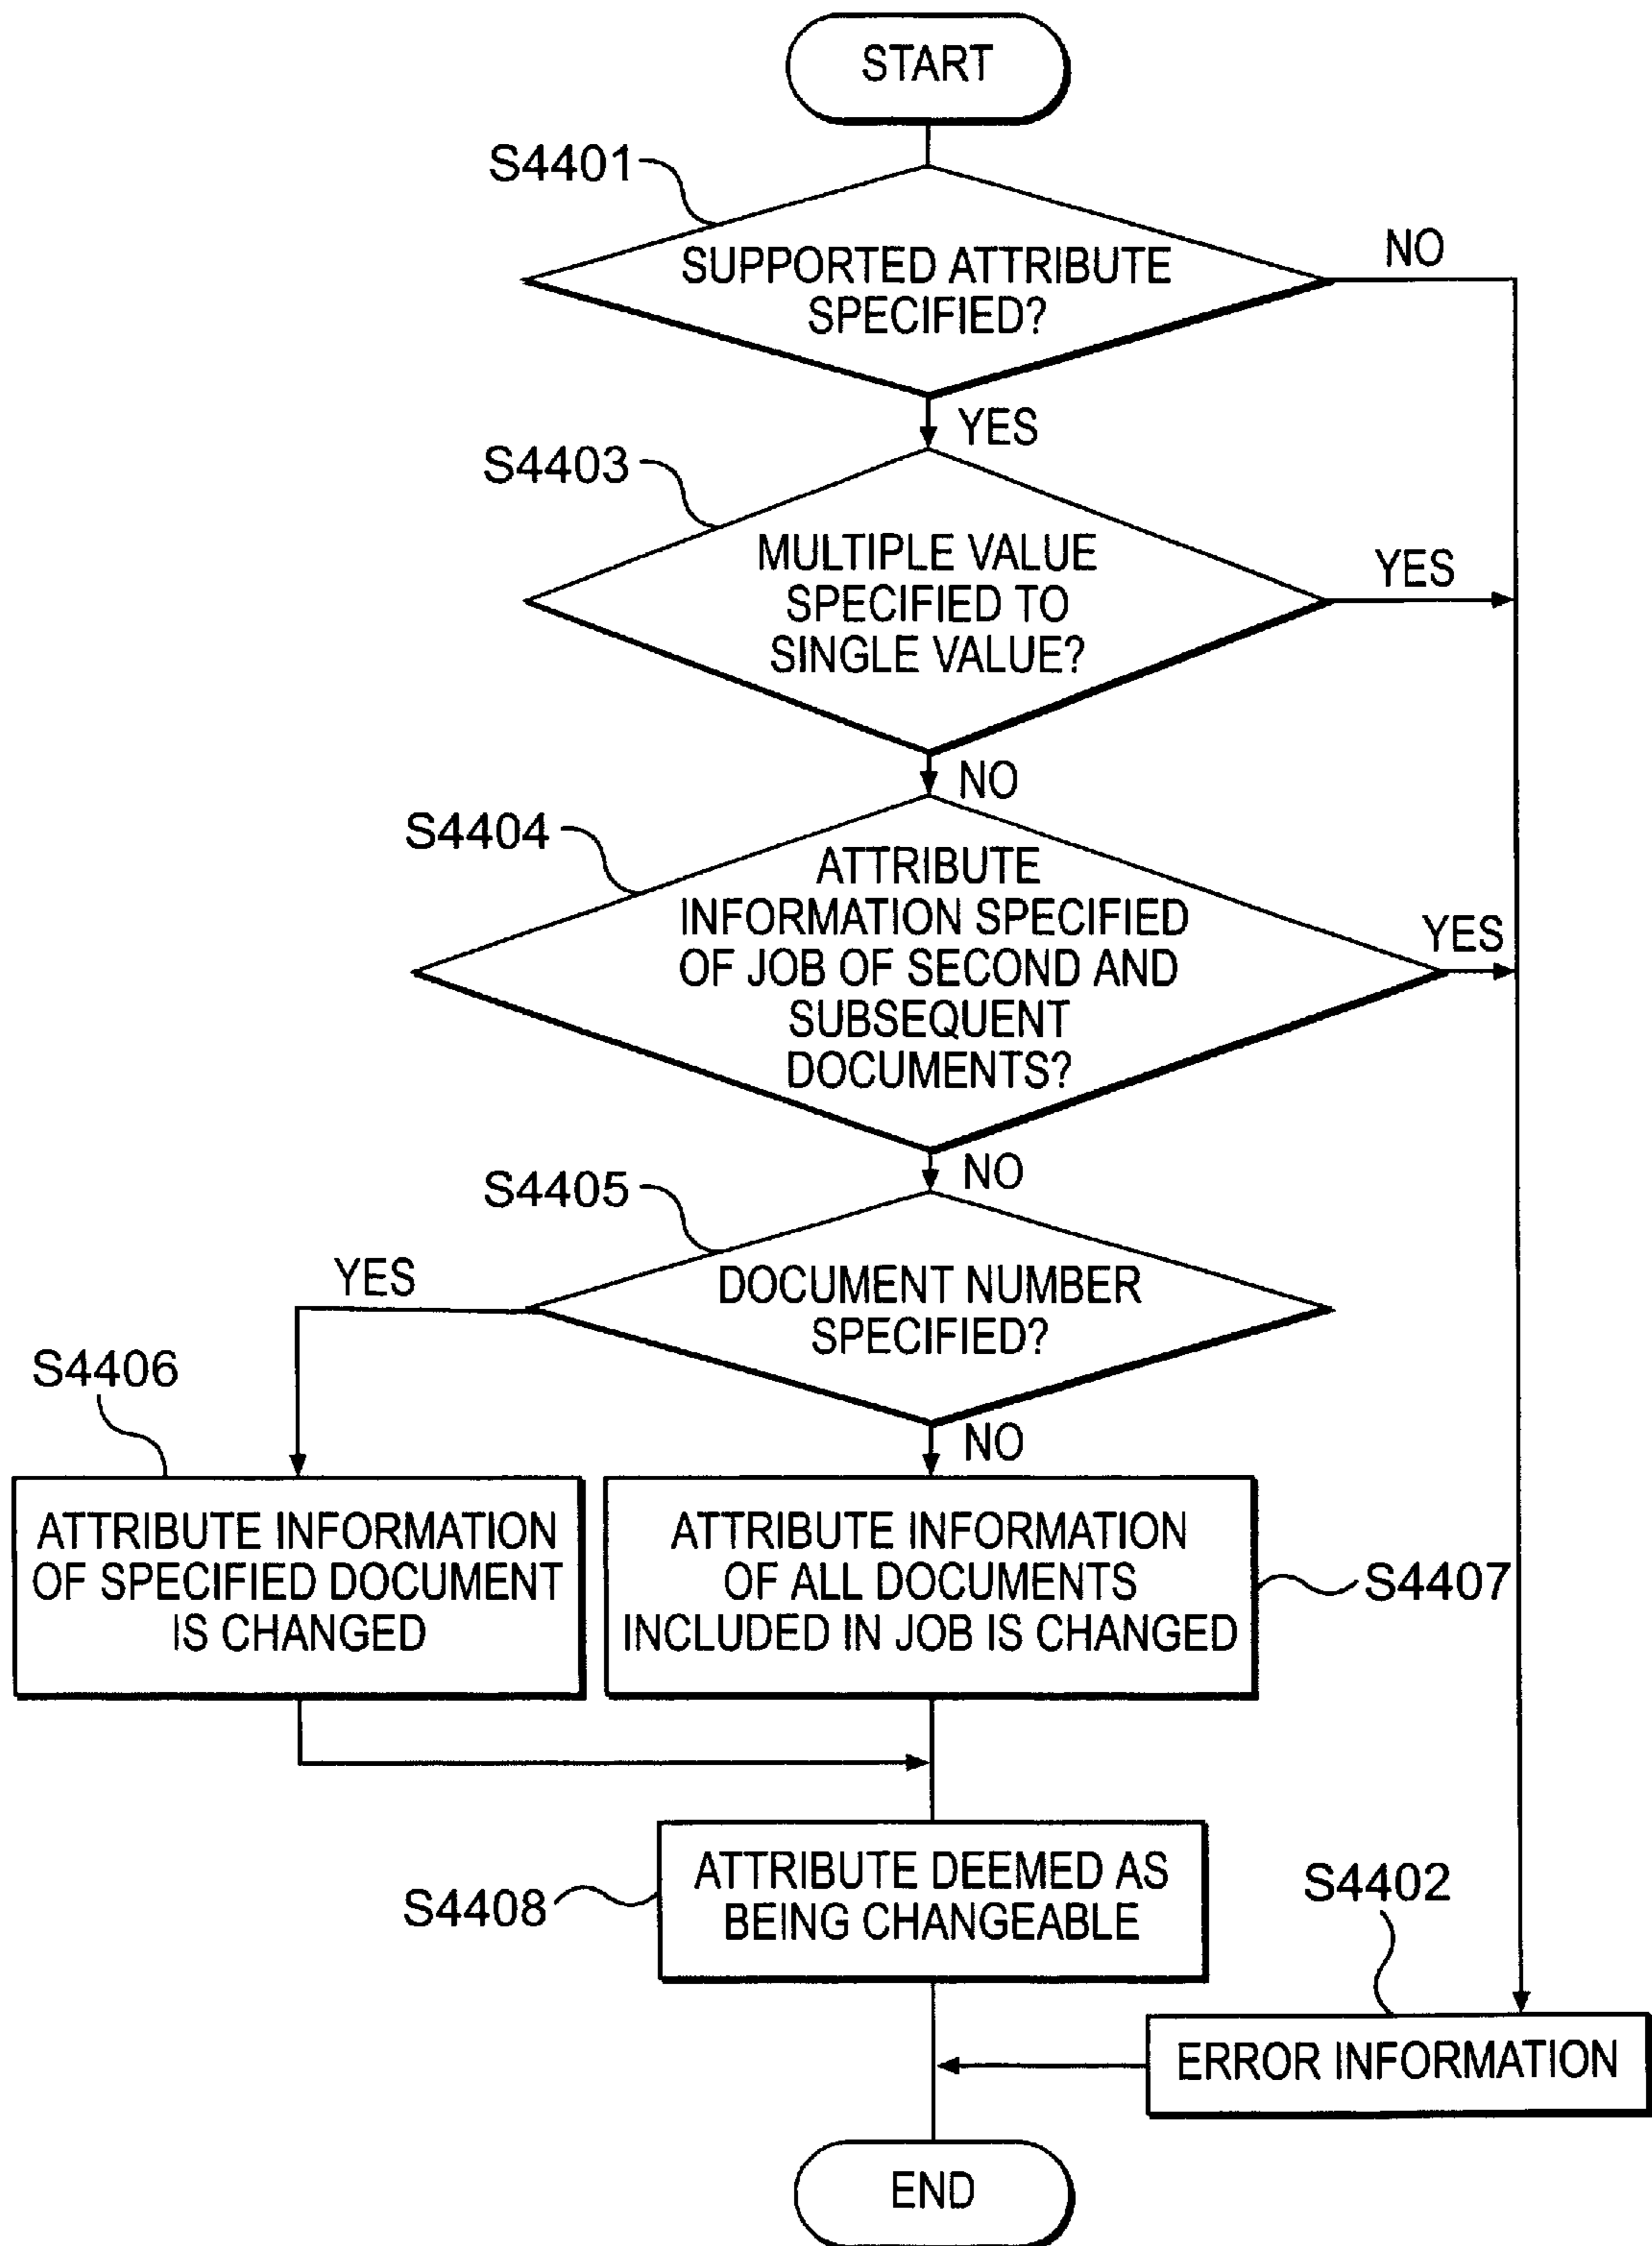 START
S4401
SUPPORTED ATTRIBUTE
SPECIFIED?
NO
YES
S4403
MULTIPLE VALUE
SPECIFIED TO
SINGLE VALUE?
YES
NO
S4404
ATTRIBUTE
INFORMATION SPECIFIED
OF JOB OF SECOND AND
SUBSEQUENT
DOCUMENTS?
YES
NO
S4405
DOCUMENT NUMBER
SPECIFIED?
YES
NO
S4406
ATTRIBUTE INFORMATION
OF SPECIFIED DOCUMENT
IS CHANGED
ATTRIBUTE INFORMATION
OF ALL DOCUMENTS
INCLUDED IN JOB IS CHANGED
S4407
ATTRIBUTE DEEMED AS
BEING CHANGEABLE
S4408
S4402
ERROR INFORMATION
END